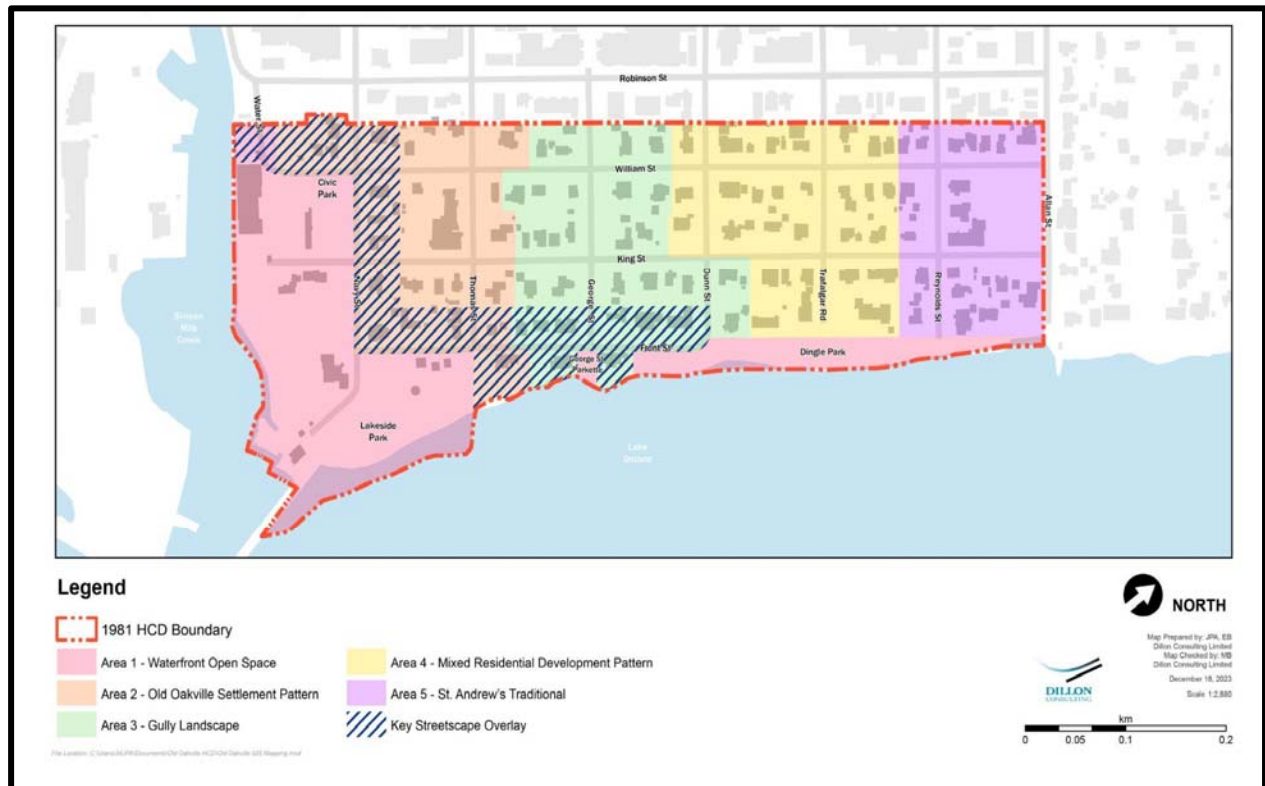 Robinson St
Water St
William St
Civic
Park
Allan St
King St
Navy St
Thomas St
George St
Dunn St
Trafalgar Rd
Reynolds St
Sixteen
Mile
Creek
Front St
George St
Parkette
Dingle Park
Lakeside
Park
Lake
Ontario
Legend
1981 HCD Boundary
Area 1 - Waterfront Open Space
Area 2 - Old Oakville Settlement Pattern
Area 3 - Gully Landscape
Area 4 - Mixed Residential Development Pattern
Area 5 - St. Andrew's Traditional
Key Streetscape Overlay
NORTH
Map Prepared by: JPA, EB
Dillon Consulting Limited
Map Checked by: MB
Dillon Consulting Limited
December 18, 2023
Scale 1:2,880
DILLON
CONSULTING
km
0 0.05 0.1 0.2